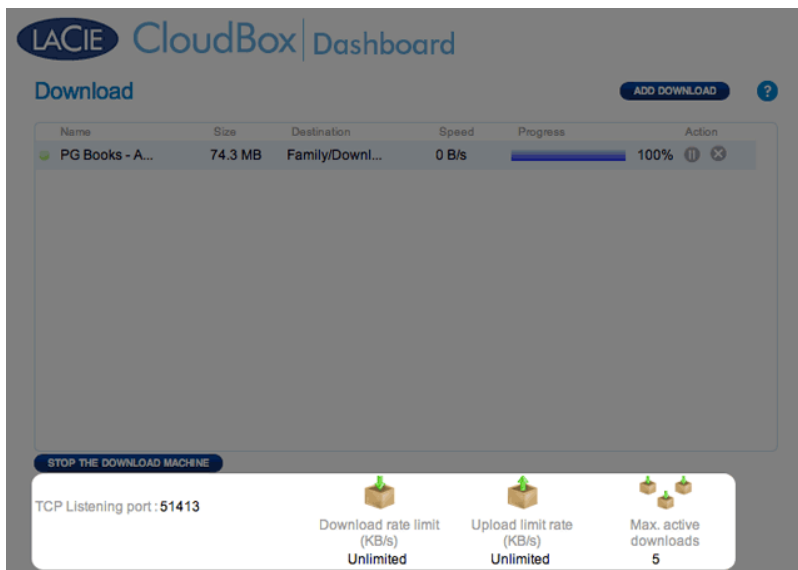 LACIE CloudBox Dashboard
Download
ADD DOWNLOAD ?
Name Size Destination Speed Progress Action
PG Books - A... 74.3 MB Family/Downl... 0 B/s 100%
STOP THE DOWNLOAD MACHINE
TCP Listening port : 51413
Download rate limit (KB/s)
Unlimited
Upload limit rate (KB/s)
Unlimited
Max. active downloads
5